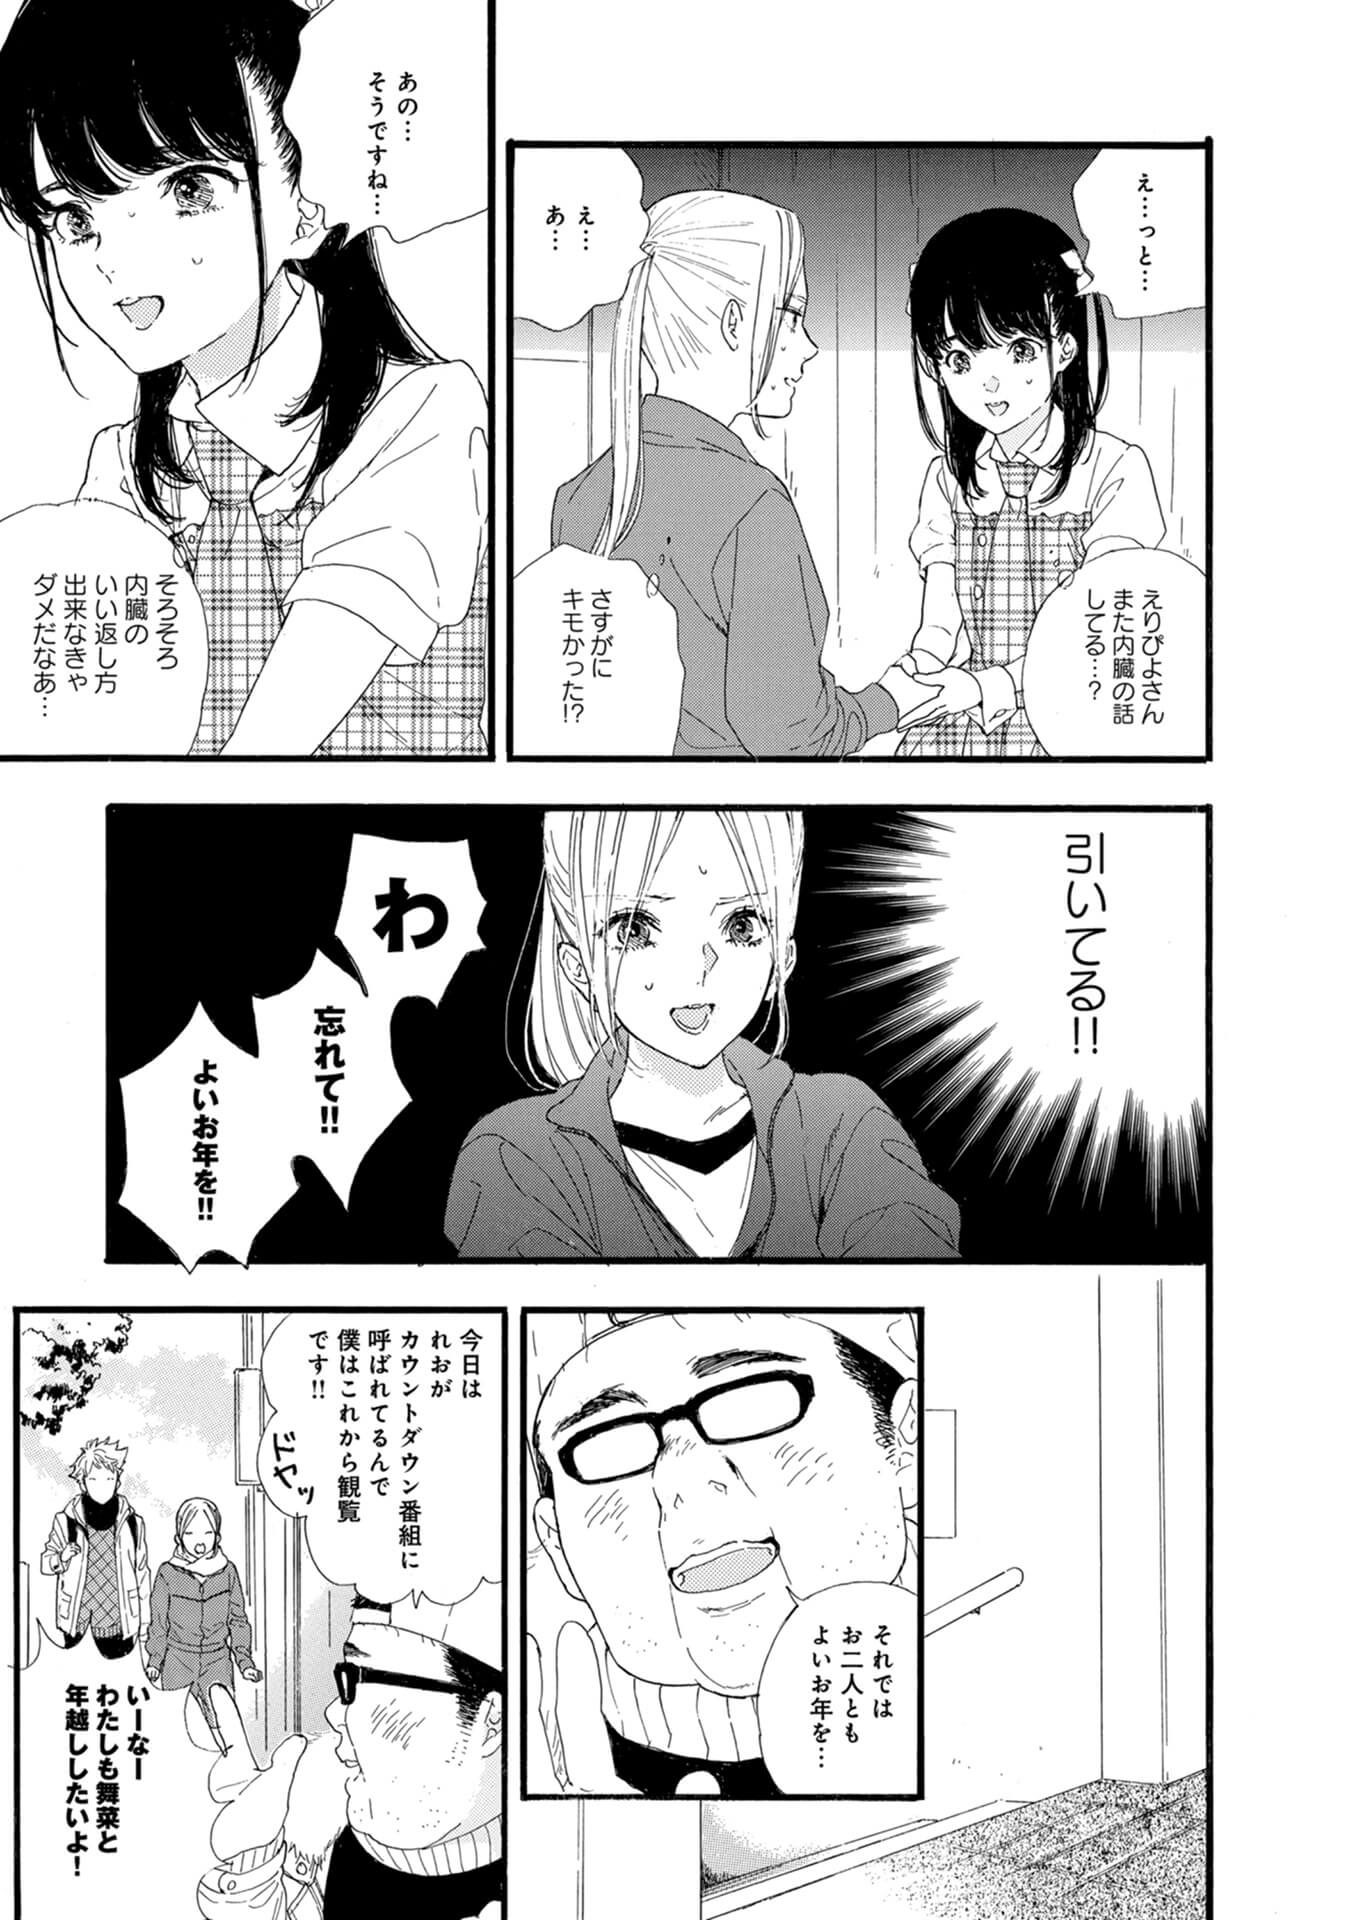 え…っと…
えりぴよさん
また内臓の話
してる…?
え…
あ…
さすがに
キモかった!?
あの…
そうですね…
そろそろ
内臓の
いい返し方
出来なきゃ
ダメだなあ…
引いてる!!
わ
忘れて!!
よいお年を!!
それでは
お二人とも
よいお年を…
今日は
れおが
カウントダウン番組に
呼ばれてるんで
僕はこれから観覧
です!!
ドヤッ
いーなー
わたしも舞菜と
年越ししたいよ!